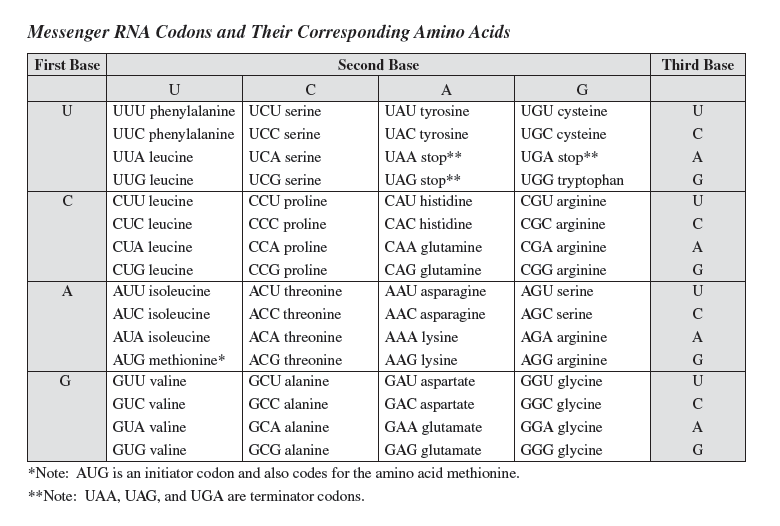 Messenger RNA Codons and Their Corresponding Amino Acids
First Base Second Base Third Base
U C A G
U UUU phenylalanine UCU serine UAU tyrosine UGU cysteine U
UUC phenylalanine UCC serine UAC tyrosine UGC cysteine C
UUA leucine UCA serine UAA stop** UGA stop** A
UUG leucine UCG serine UAG stop** UGG tryptophan G
C CUU leucine CCU proline CAU histidine CGU arginine U
CUC leucine CCC proline CAC histidine CGC arginine C
CUA leucine CCA proline CAA glutamine CGA arginine A
CUG leucine CCG proline CAG glutamine CGG arginine G
A AUU isoleucine ACU threonine AAU asparagine AGU serine U
AUC isoleucine ACC threonine AAC asparagine AGC serine C
AUA isoleucine ACA threonine AAA lysine AGA arginine A
AUG methionine* ACG threonine AAG lysine AGG arginine G
G GUU valine GCU alanine GAU aspartate GGU glycine U
GUC valine GCC alanine GAC aspartate GGC glycine C
GUA valine GCA alanine GAA glutamate GGA glycine A
GUG valine GCG alanine GAG glutamate GGG glycine G
*Note: AUG is an initiator codon and also codes for the amino acid methionine.
**Note: UAA, UAG, and UGA are terminator codons.